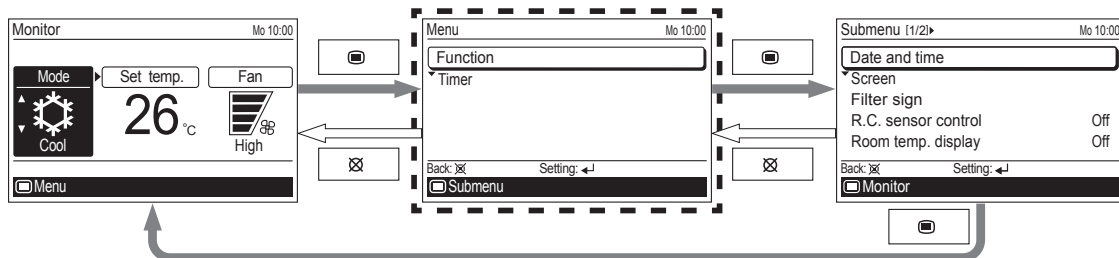 Monitor Mo 10:00
Mode Set temp. Fan
26 °C
Cool High
Menu
Menu Mo 10:00
Function
Timer
Back: Setting:
Submenu
Submenu [1/2] Mo 10:00
Date and time
Screen
Filter sign
R.C. sensor control Off
Room temp. display Off
Back: Setting:
Monitor